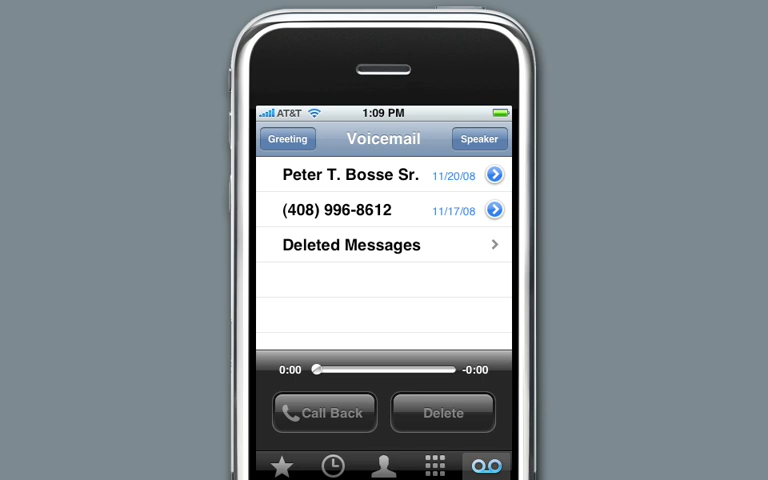 AT&T 1:09 PM
Greeting Voicemail Speaker
Peter T. Bosse Sr. 11/20/08
(408) 996-8612 11/17/08
Deleted Messages
0:00 -0:00
Call Back Delete